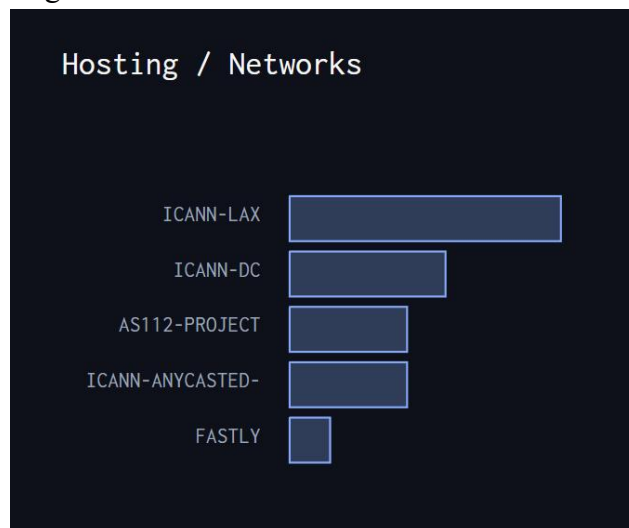 Hosting / Networks
ICANN-LAX
ICANN-DC
AS112-PROJECT
ICANN-ANYCASTED-
FASTLY